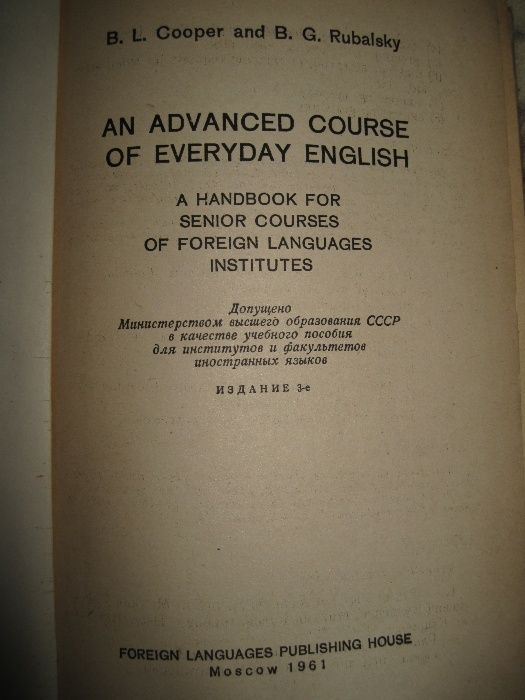 B. L. Cooper and B. G. Rubalsky
AN ADVANCED COURSE
OF EVERYDAY ENGLISH
A HANDBOOK FOR
SENIOR COURSES
OF FOREIGN LANGUAGES
INSTITUTES
Допущено
Министерством высшего образования СССР
в качестве учебного пособия
для институтов и факультетов
иностранных языков
ИЗДАНИЕ 3-е
FOREIGN LANGUAGES PUBLISHING HOUSE
Moscow 1961